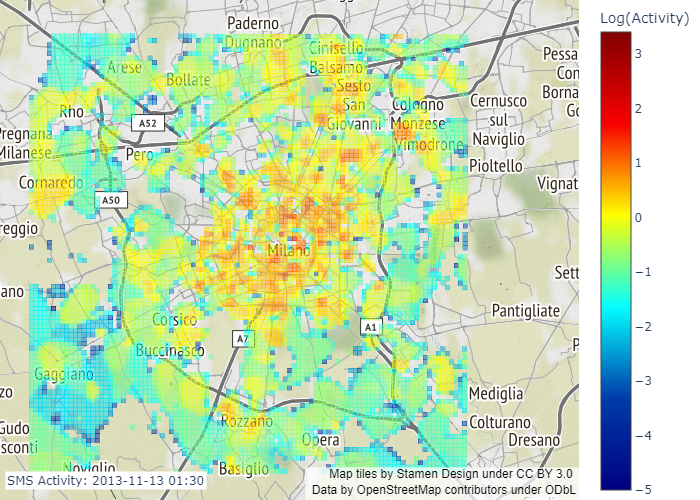 Paderno
Dugnano
Cinisello
Balsamo
Arese
Bollate
Sesto
San
Giovanni
Cologno
Monzese
Cernusco
sul
Naviglio
Pessa
Con
Borna
Go
Rho
A52
Pregnana
Milanese
Pero
Vimodrone
Pioltello
Cornaredo
A50
Vignat
reggio
Milano
Sett
ano
Corsico
A7
A1
Pantigliate
Buccinasco
P
Gaggiano
zo
Mediglia
Rozzano
Colturano
Gudo
Opera
Dresano
sconti
Noviglio
Basiglio
SMS Activity: 2013-11-13 01:30
Map tiles by Stamen Design under CC BY 3.0
Data by OpenStreetMap contributors under ODbL
Log(Activity)
3
2
1
0
−1
−2
−3
−4
−5